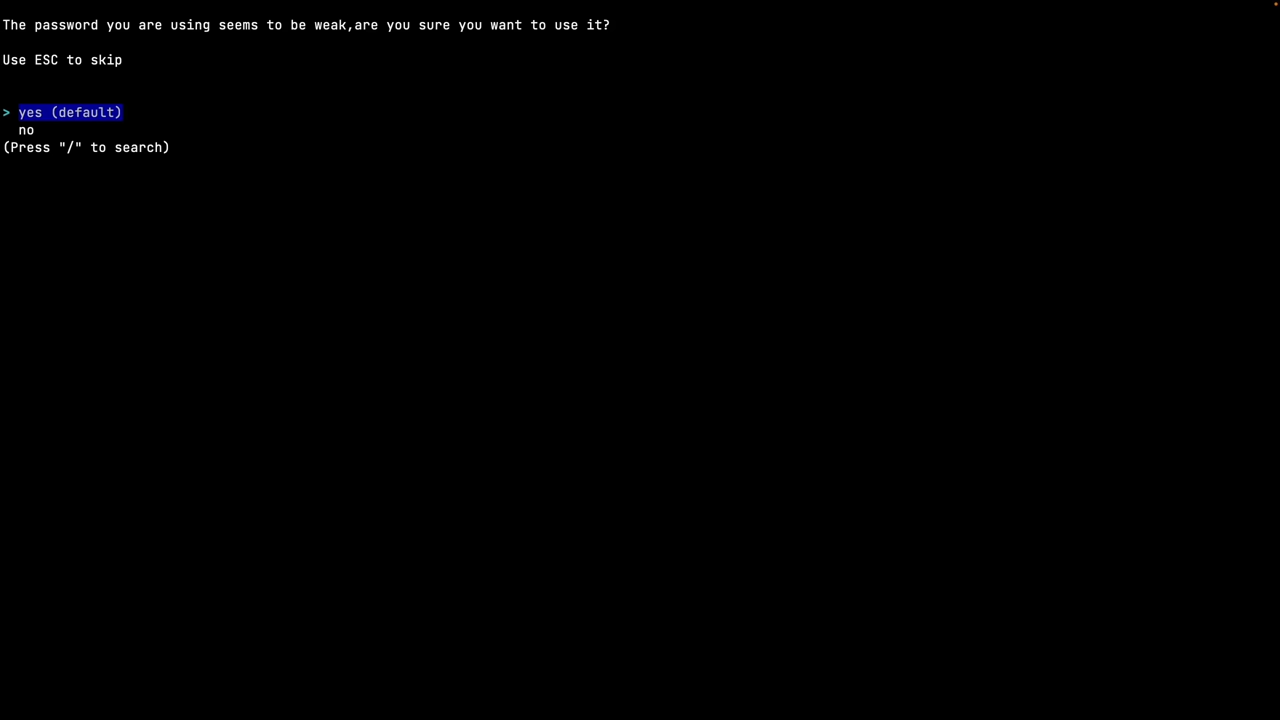 The password you are using seems to be weak,are you sure you want to use it?
Use ESC to skip
> yes (default)
no
(Press "/" to search)